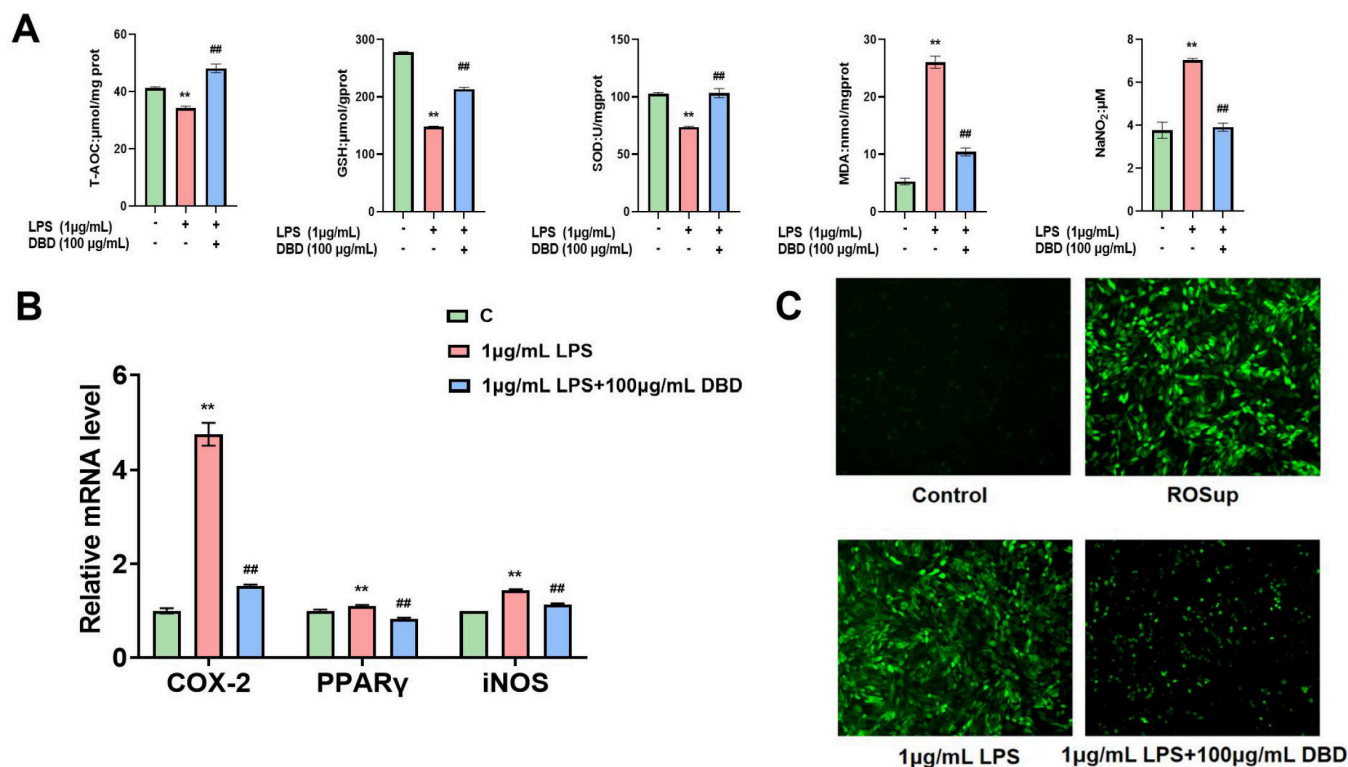 A
T-AOC:μmol/mg prot
60
40
20
0
**
##
LPS (1μg/mL) - + +
DBD (100 μg/mL) +
GSH:μmol/gprot
300
200
100
0
**
##
LPS (1μg/mL) - + +
DBD (100 μg/mL) +
SOD:U/mgprot
150
100
50
0
**
##
LPS (1μg/mL) - + +
DBD (100 μg/mL) +
MDA:nmol/mgprot
30
20
10
0
**
##
LPS (1μg/mL) - + +
DBD (100 μg/mL) - - +
NaNO₂:μM
8
6
4
2
0
**
##
LPS (1μg/mL) - + +
DBD (100 μg/mL) - - +
B
C
1μg/mL LPS
1μg/mL LPS+100μg/mL DBD
Relative mRNA level
6
4
2
0
**
##
**
##
**
##
COX-2 PPARγ iNOS
C
Control
ROSup
1μg/mL LPS
1μg/mL LPS+100μg/mL DBD